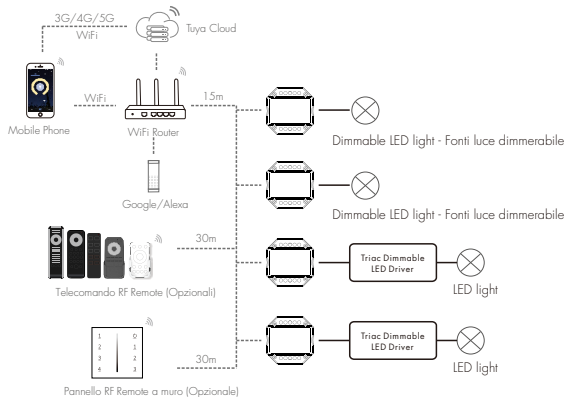 3G/4G/5G
WiFi
Tuya Cloud
WiFi
15m
Mobile Phone
WiFi Router
Dimmable LED light - Fonti luce dimmerabile
Google/Alexa
Dimmable LED light - Fonti luce dimmerabile
30m
Triac Dimmable
LED Driver
Telecomando RF Remote (Opzionali)
LED light
1 0
2 1
3 2
4 3
30m
Triac Dimmable
LED Driver
LED light
Pannello RF Remote a muro (Opzionale)